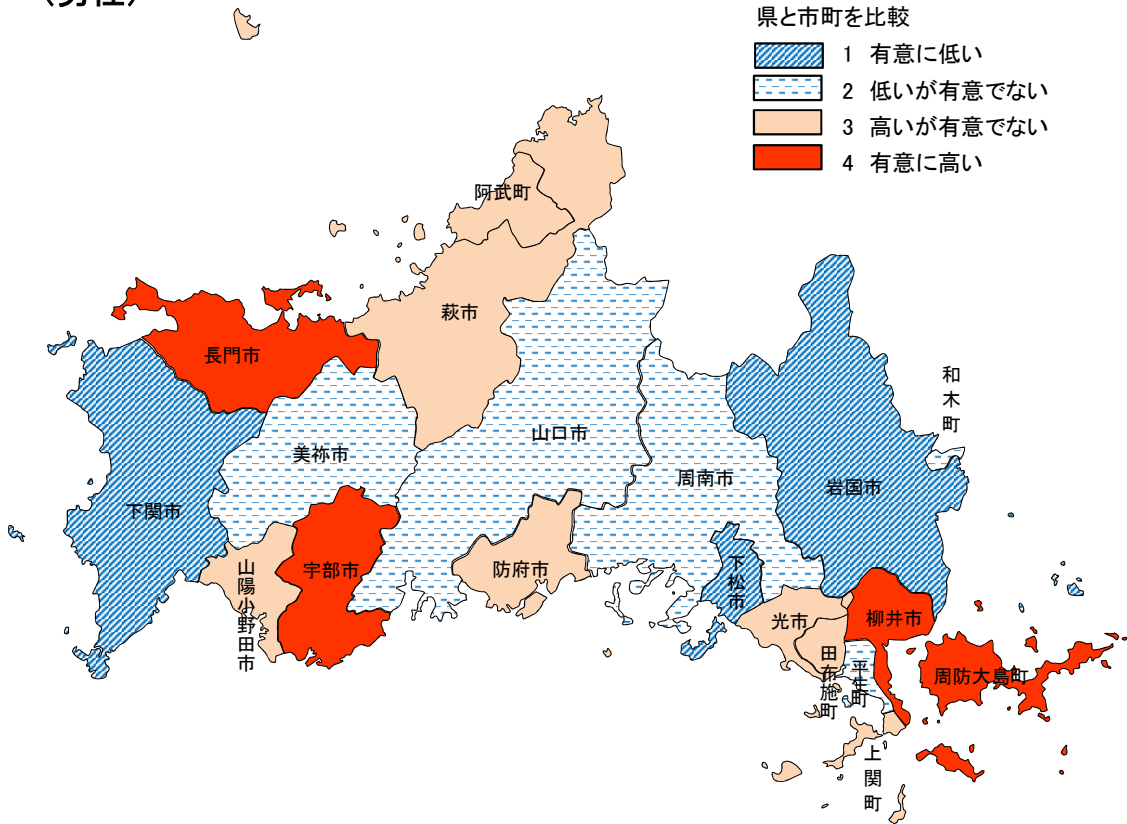 （男性）
県と市町を比較
1 有意に低い
2 低いが有意でない
3 高いが有意でない
4 有意に高い
阿武町
萩市
長門市
和木町
山口市
美祢市
周南市
岩国市
下関市
防府市
宇部市
山陽小野田市
下松市
光市
柳井市
田布施町
平生町
周防大島町
上関町